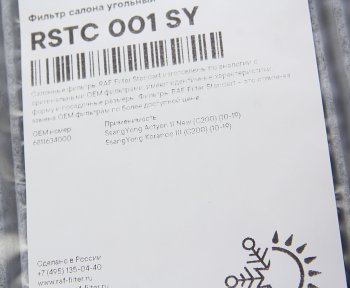 Фильтр салона угольный
RSTC 001 SY
Салонные фильтры RAF Filter Standart изготовлены по аналогии с
оригинальными OEM фильтрами, имеют идентичные характеристики,
форму и посадочные размеры. Фильтры RAF Filter Standart - это отличная
замена OEM фильтрам по более доступной цене.
OEM номер
6811634000
Применимость
SsangYong Actyon II New (C200) (10-19)
SsangYong Korando III (C200) (10-19)
Сделано в России
+7 (495) 135-04-40
www.raf-filter.ru